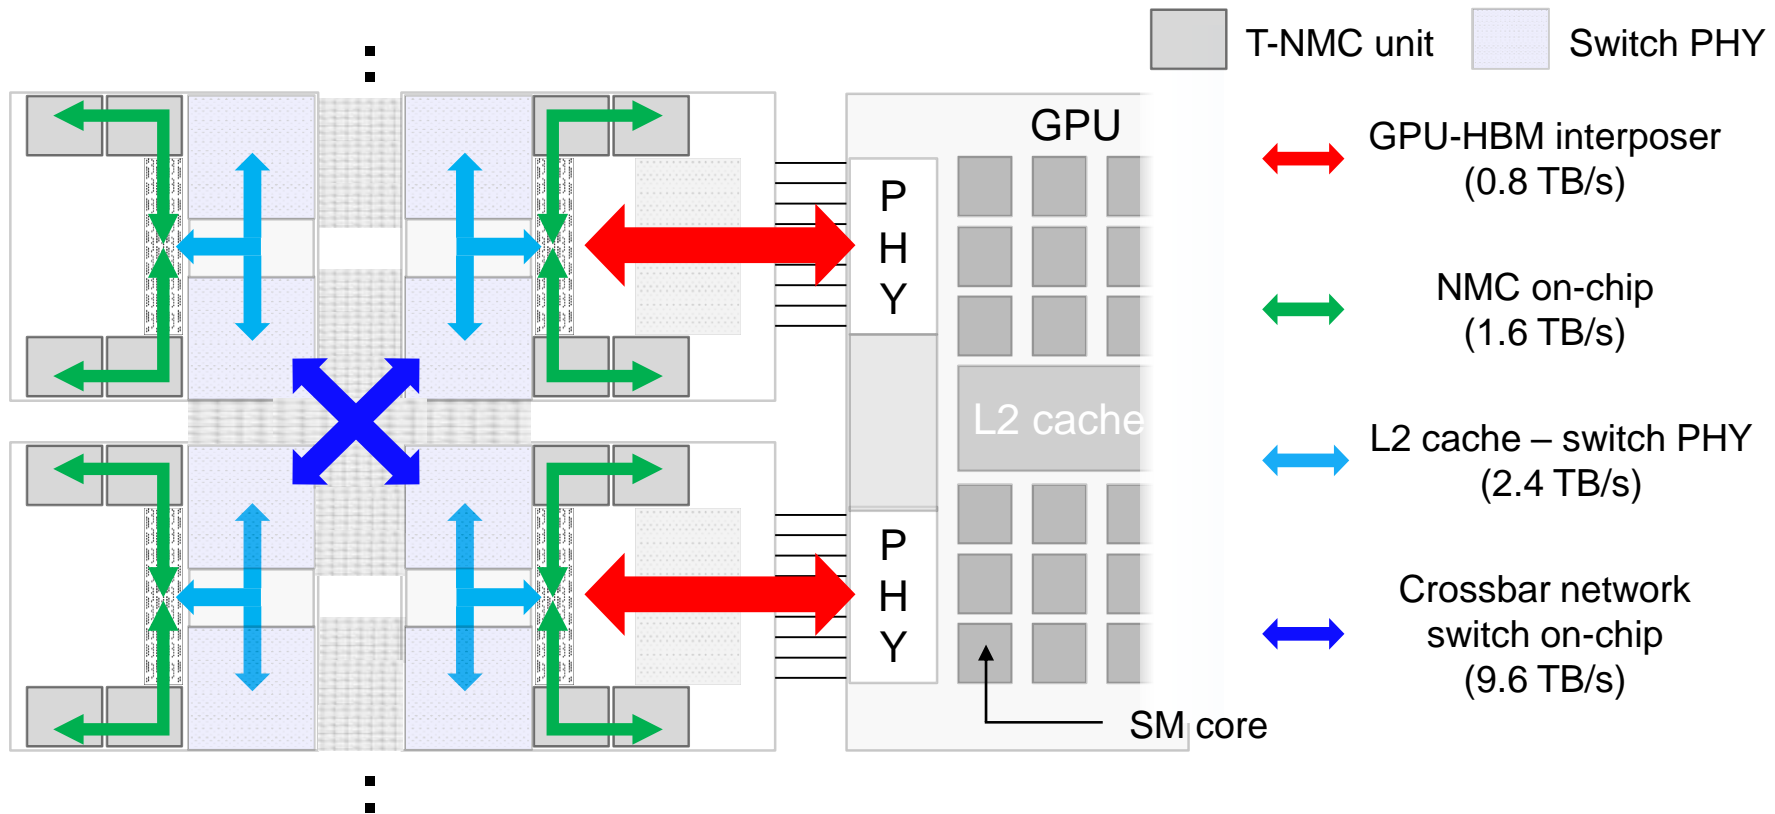 T-NMC unit
Switch PHY
GPU
P
H
Y
L2 cache
P
H
Y
SM core
GPU-HBM interposer
(0.8 TB/s)
NMC on-chip
(1.6 TB/s)
L2 cache – switch PHY
(2.4 TB/s)
Crossbar network
switch on-chip
(9.6 TB/s)